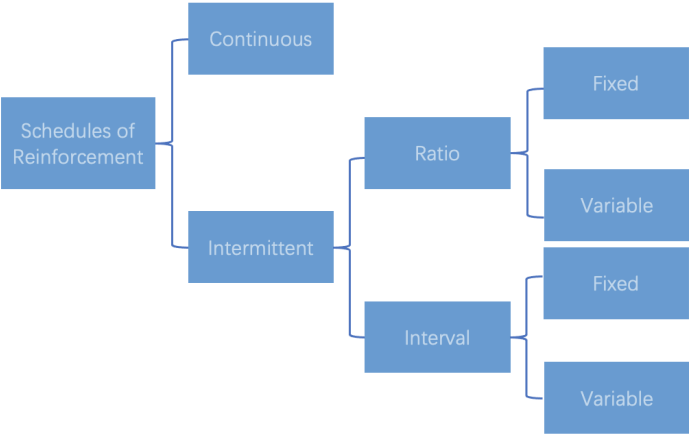 Schedules of
Reinforcement
Continuous
Intermittent
Ratio
Interval
Fixed
Variable
Fixed
Variable